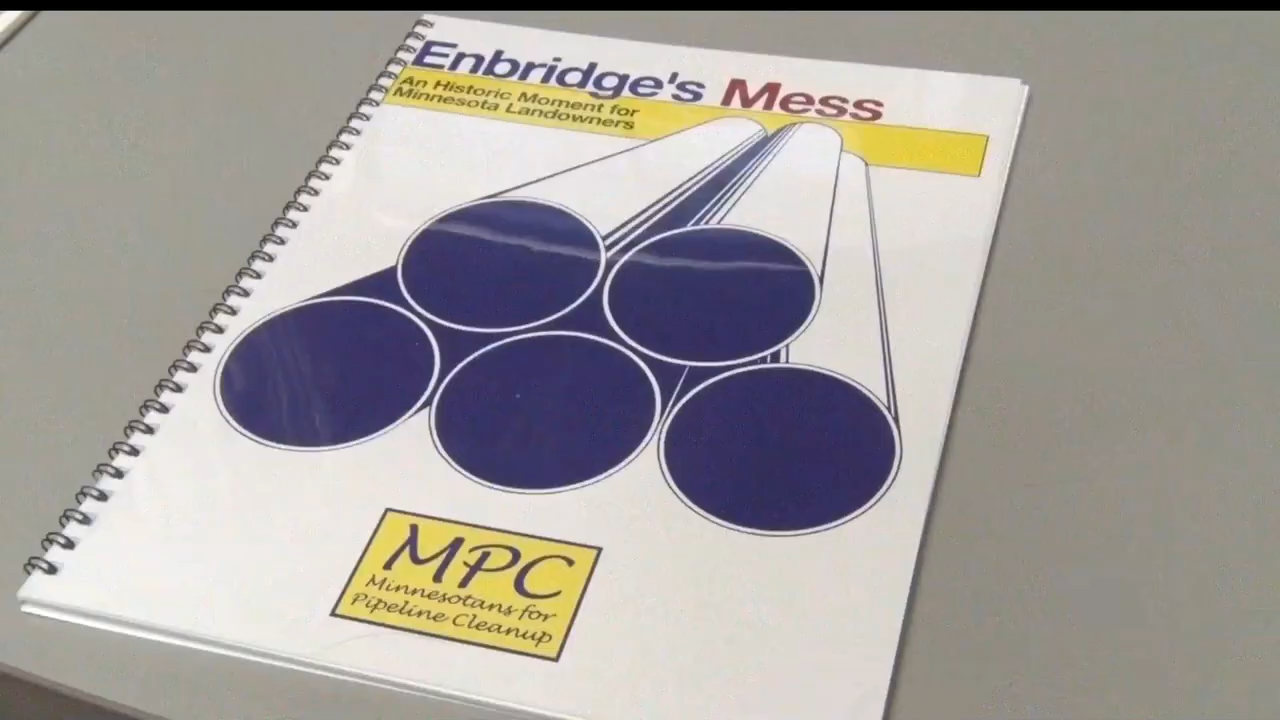 Enbridge's Mess
An Historic Moment for
Minnesota Landowners
MPC
Minnesotans for
Pipeline Cleanup